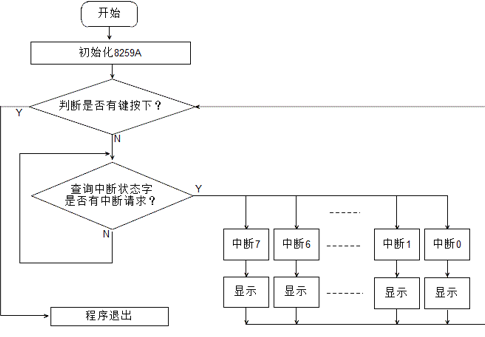 开始
初始化8259A
判断是否有键按下？
Y
N
查询中断状态字
是否有中断请求？
Y
N
中断7
中断6
中断1
中断0
显示
显示
显示
显示
程序退出